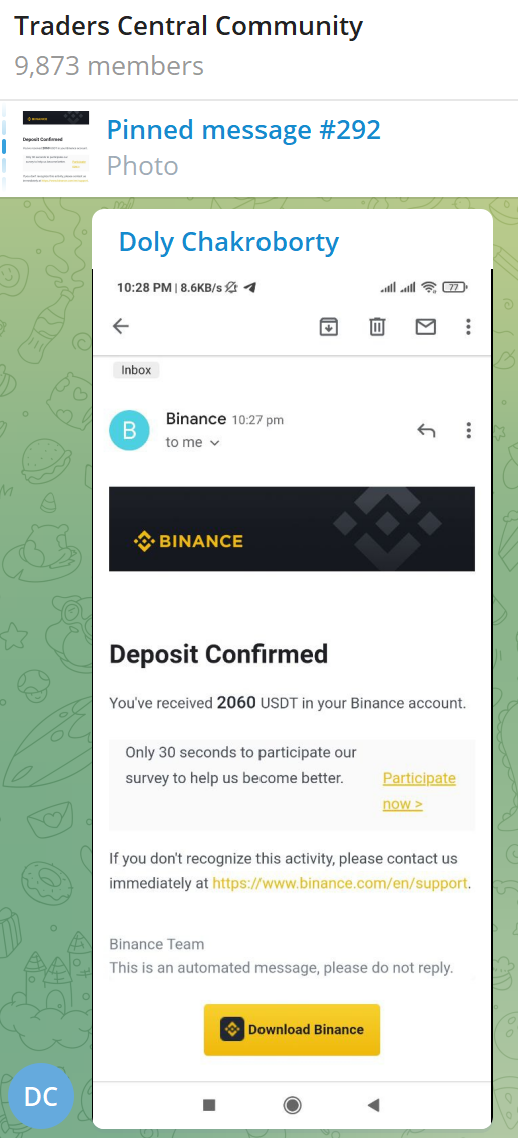 Traders Central Community
9,873 members
Pinned message #292
Photo
Doly Chakroborty
10:28 PM | 8.6KB/s
77
Inbox
B
Binance 10:27 pm
to me
BINANCE
Deposit Confirmed
You've received 2060 USDT in your Binance account.
Only 30 seconds to participate our
survey to help us become better.
Participate
now >
If you don't recognize this activity, please contact us
immediately at https://www.binance.com/en/support.
Binance Team
This is an automated message, please do not reply.
Download Binance
DC